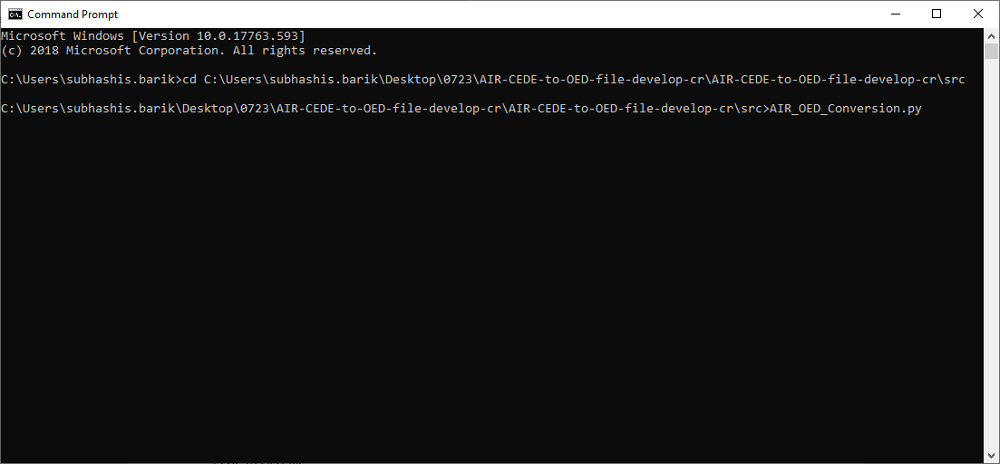 Command Prompt
Microsoft Windows [Version 10.0.17763.593]
(c) 2018 Microsoft Corporation. All rights reserved.
C:\Users\subhashis.barik>cd C:\Users\subhashis.barik\Desktop\0723\AIR-CEDE-to-OED-file-develop-cr\AIR-CEDE-to-OED-file-develop-cr\src
C:\Users\subhashis.barik\Desktop\0723\AIR-CEDE-to-OED-file-develop-cr\AIR-CEDE-to-OED-file-develop-cr\src>AIR_OED_Conversion.py